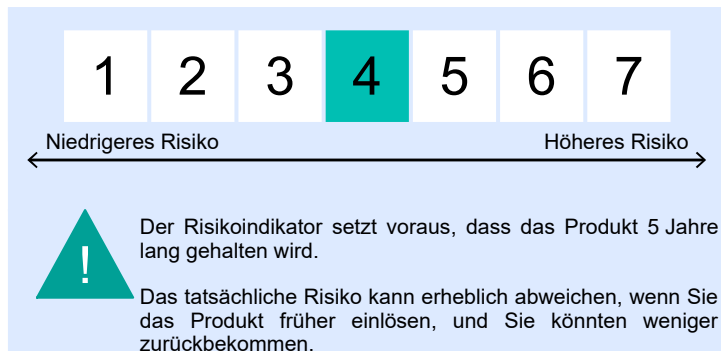 1 2 3 4 5 6 7
Niedrigeres Risiko Höheres Risiko
!
Der Risikoindikator setzt voraus, dass das Produkt 5 Jahre
lang gehalten wird.
Das tatsächliche Risiko kann erheblich abweichen, wenn Sie
das Produkt früher einlösen, und Sie könnten weniger
zurückbekommen.